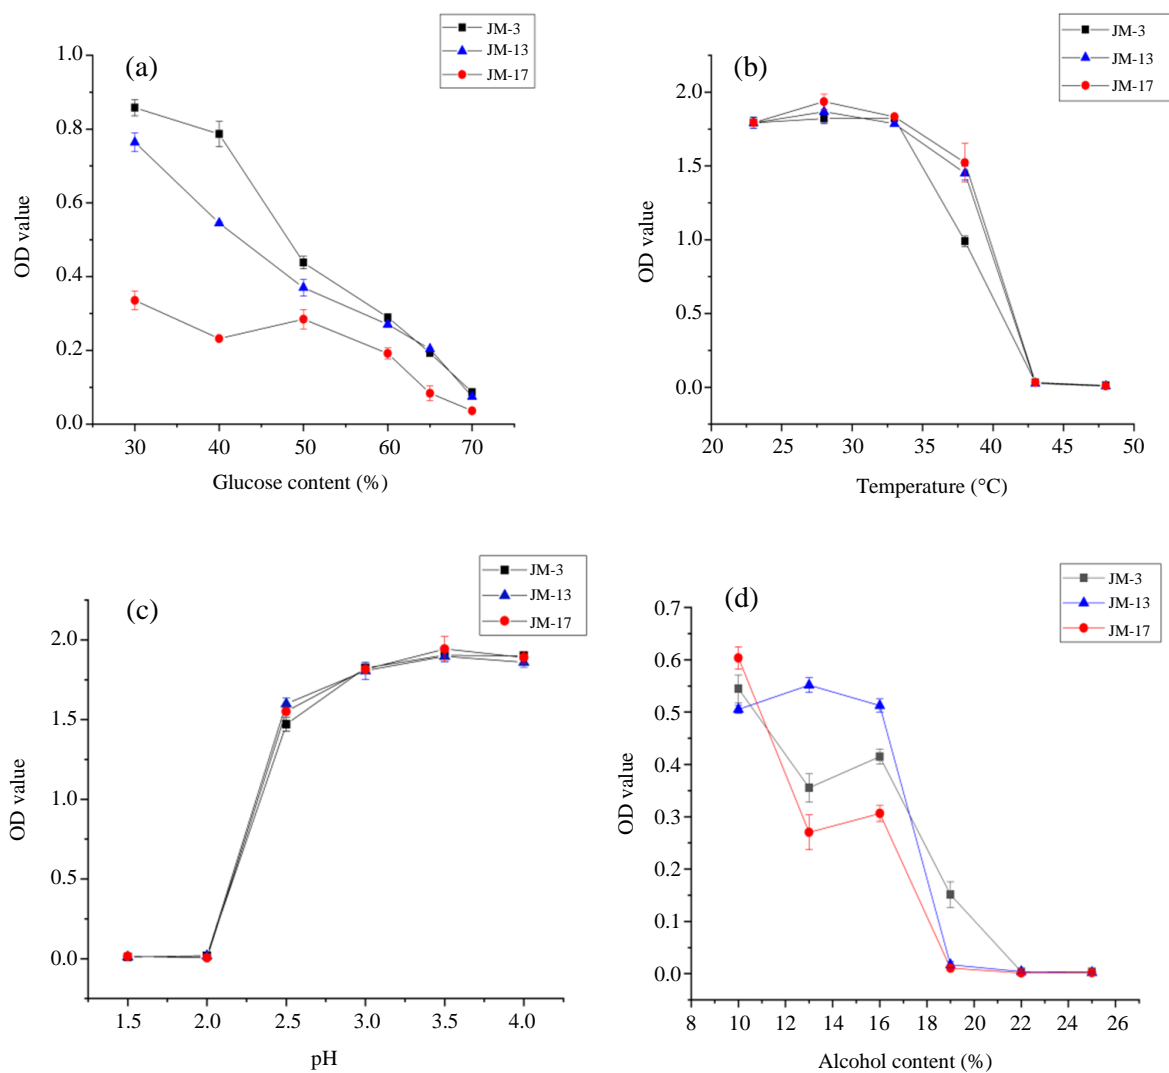 JM-3
JM-13
JM-17
(a)
1.0
0.8
0.6
0.4
0.2
0.0
OD value
30 40 50 60 70
Glucose content (%)
JM-3
JM-13
JM-17
(b)
2.0
1.5
1.0
0.5
0.0
OD value
20 25 30 35 40 45 50
Temperature (°C)
JM-3
JM-13
JM-17
(c)
2.0
1.5
1.0
0.5
0.0
OD value
1.5 2.0 2.5 3.0 3.5 4.0
pH
JM-3
JM-13
JM-17
(d)
0.7
0.6
0.5
0.4
0.3
0.2
0.1
0.0
OD value
8 10 12 14 16 18 20 22 24 26
Alcohol content (%)